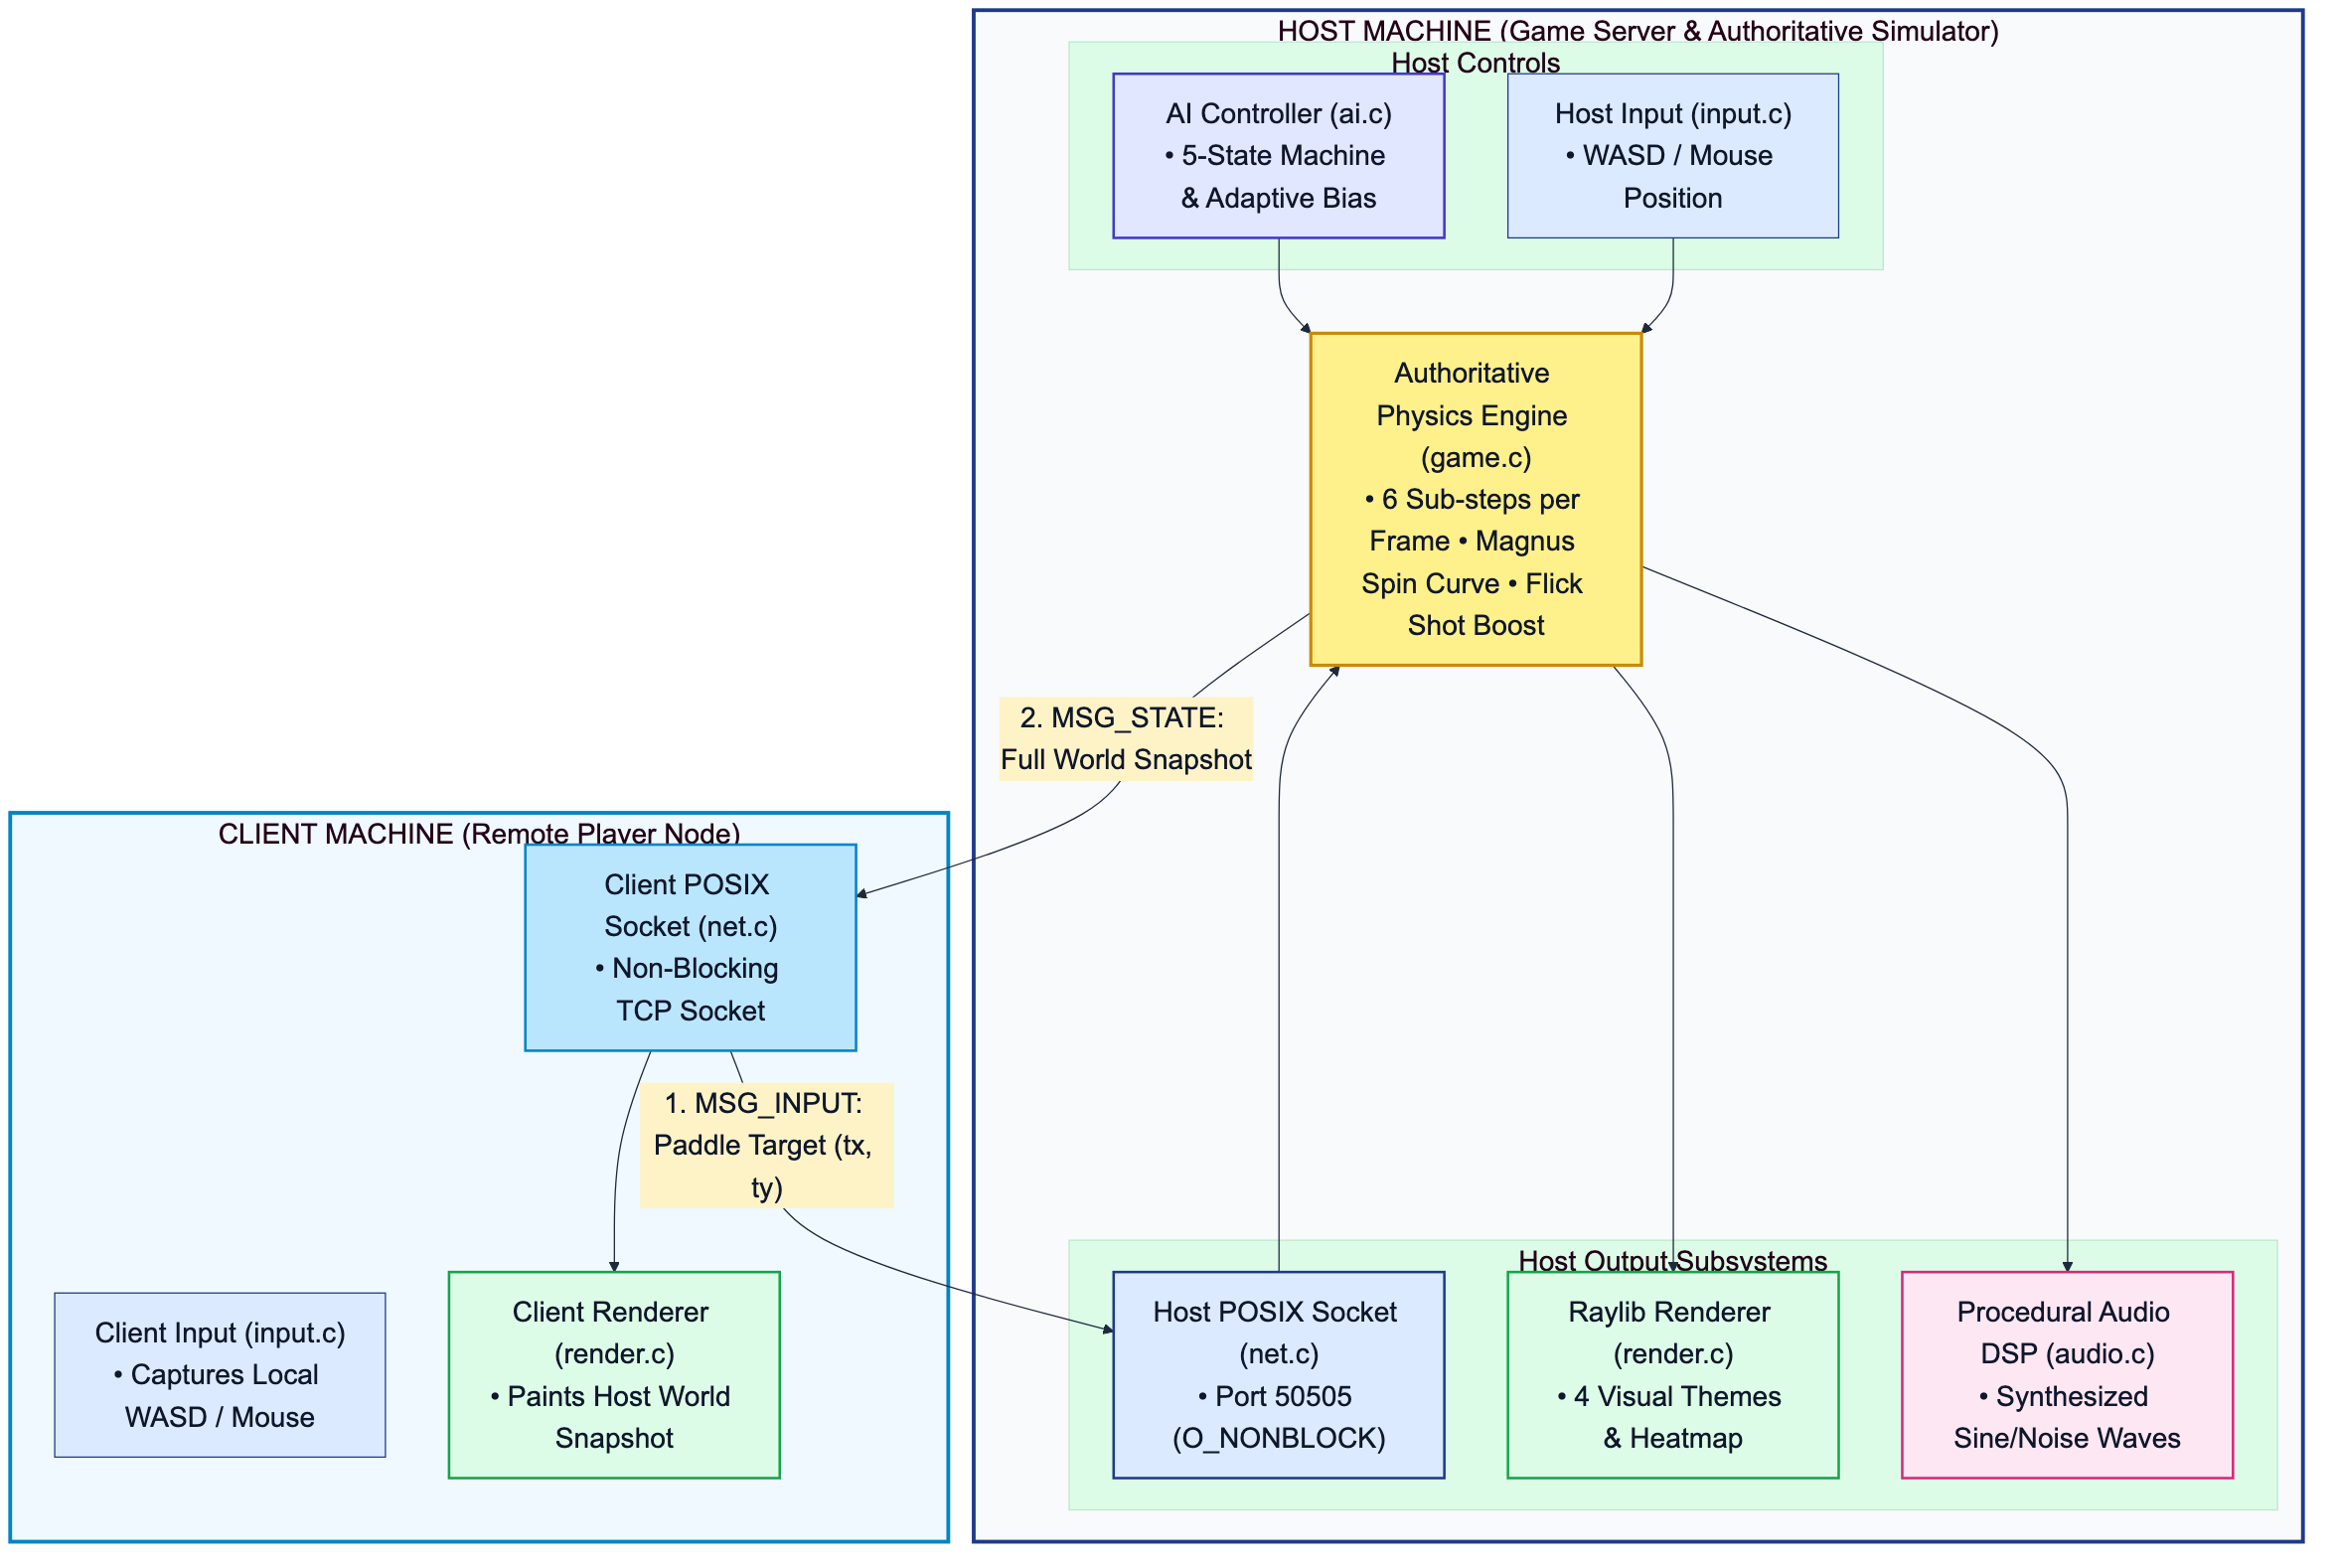 HOST MACHINE (Game Server & Authoritative Simulator)
Host Controls
AI Controller (ai.c)
• 5-State Machine
& Adaptive Bias
Host Input (input.c)
• WASD / Mouse
Position
Authoritative
Physics Engine
(game.c)
• 6 Sub-steps per
Frame • Magnus
Spin Curve • Flick
Shot Boost
2. MSG_STATE:
Full World Snapshot
CLIENT MACHINE (Remote Player Node)
Client POSIX
Socket (net.c)
• Non-Blocking
TCP Socket
1. MSG_INPUT:
Paddle Target (tx,
ty)
Client Input (input.c)
• Captures Local
WASD / Mouse
Client Renderer
(render.c)
• Paints Host World
Snapshot
Host Output Subsystems
Host POSIX Socket
(net.c)
• Port 50505
(O_NONBLOCK)
Raylib Renderer
(render.c)
• 4 Visual Themes
& Heatmap
Procedural Audio
DSP (audio.c)
• Synthesized
Sine/Noise Waves